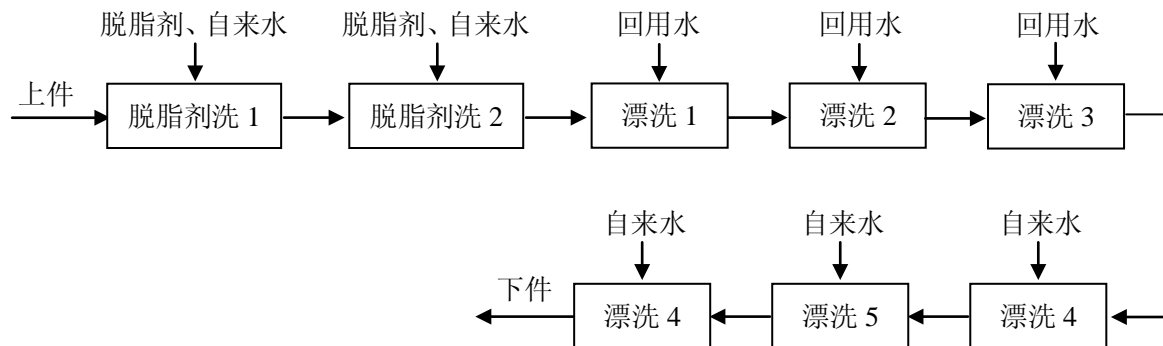 脱脂剂、自来水 脱脂剂、自来水 回用水 回用水 回用水
上件
脱脂剂洗 1 脱脂剂洗 2 漂洗 1 漂洗 2 漂洗 3
自来水 自来水 自来水
下件
漂洗 4 漂洗 5 漂洗 4